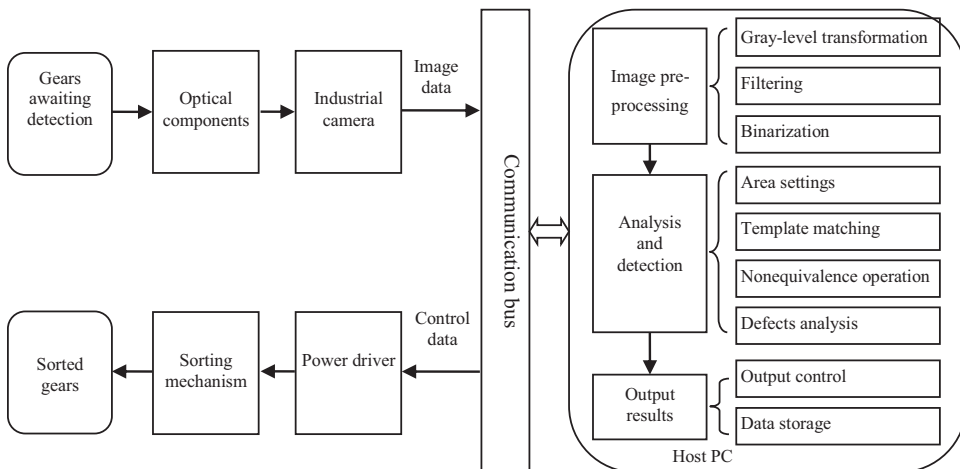 Gears
awaiting
detection
Optical
components
Industrial
camera
Image
data
Communication bus
Image pre-
processing
Gray-level transformation
Filtering
Binarization
Analysis
and
detection
Area settings
Template matching
Nonequivalence operation
Defects analysis
Output
results
Output control
Data storage
Host PC
Control
data
Power driver
Sorting
mechanism
Sorted
gears